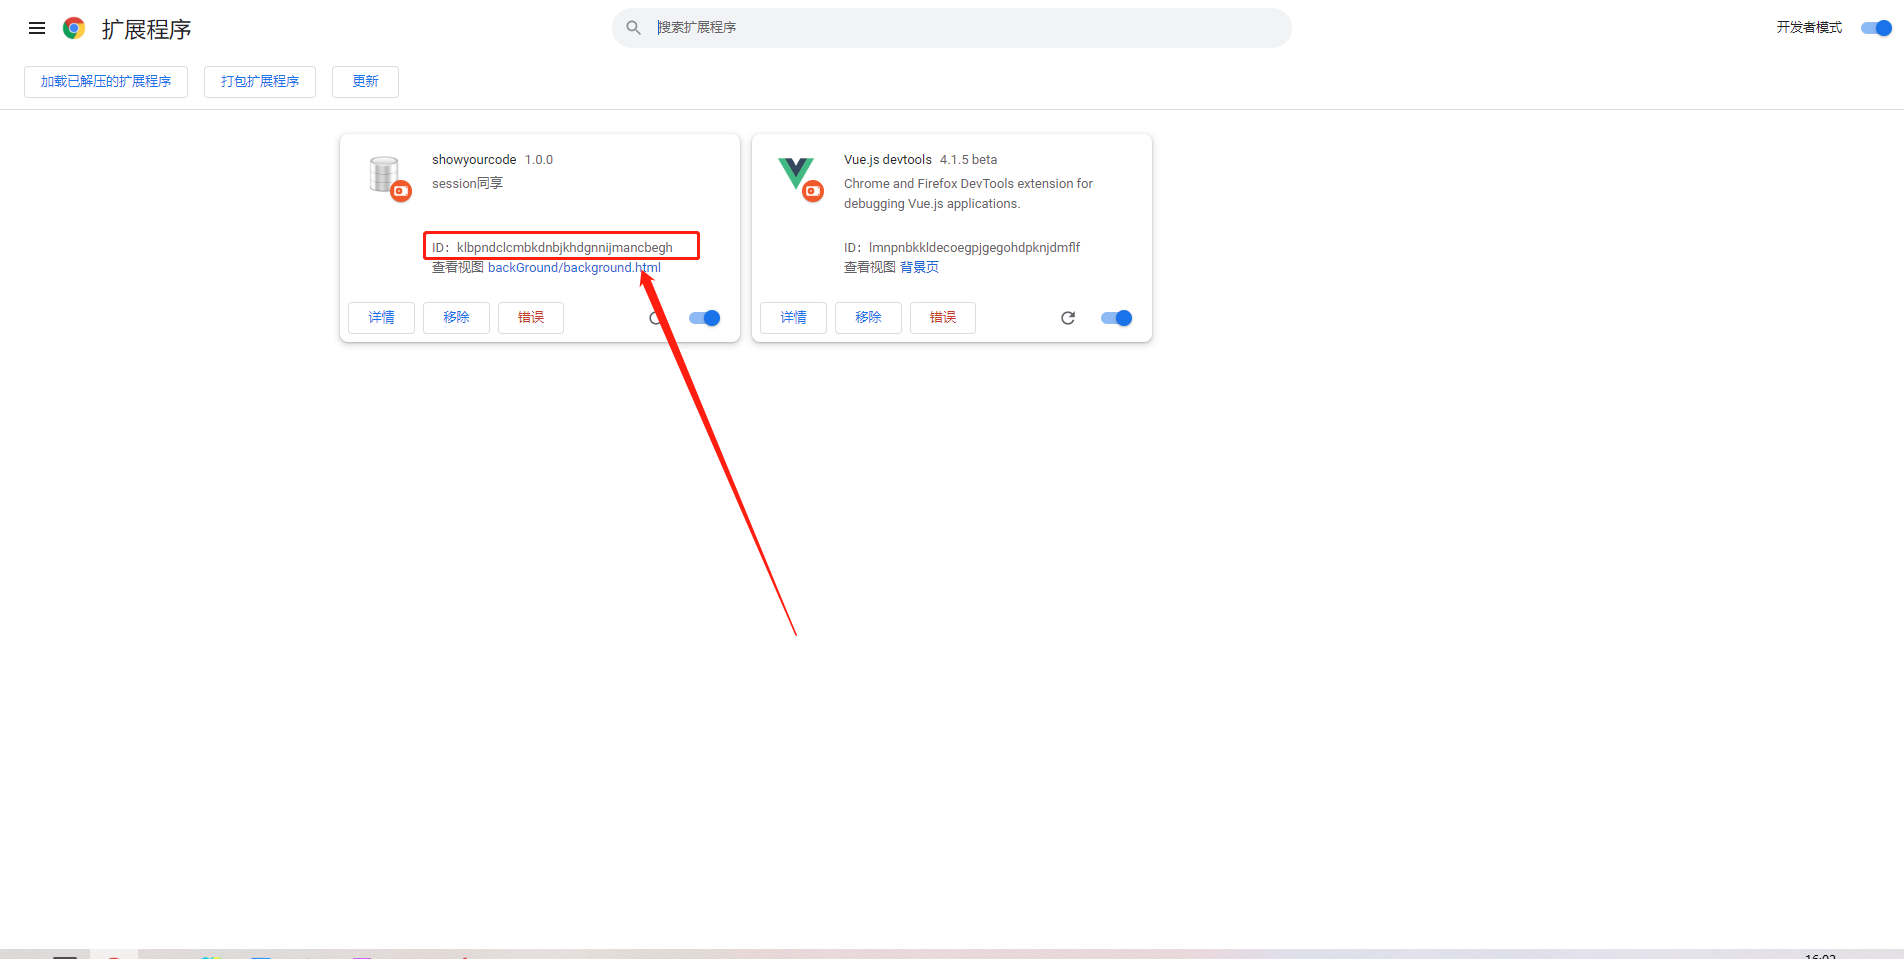 扩展程序
搜索扩展程序
开发者模式
加载已解压的扩展程序
打包扩展程序
更新
showyourcode 1.0.0
session同享
ID：klbpndclcmbkdnbjkhdgnnijmancbegh
查看视图 backGround/background.html
详情
移除
错误
Vue.js devtools 4.1.5 beta
Chrome and Firefox DevTools extension for
debugging Vue.js applications.
ID：lmnpnbkkldecoegpjgegohdpknjdmflf
查看视图 背景页
详情
移除
错误